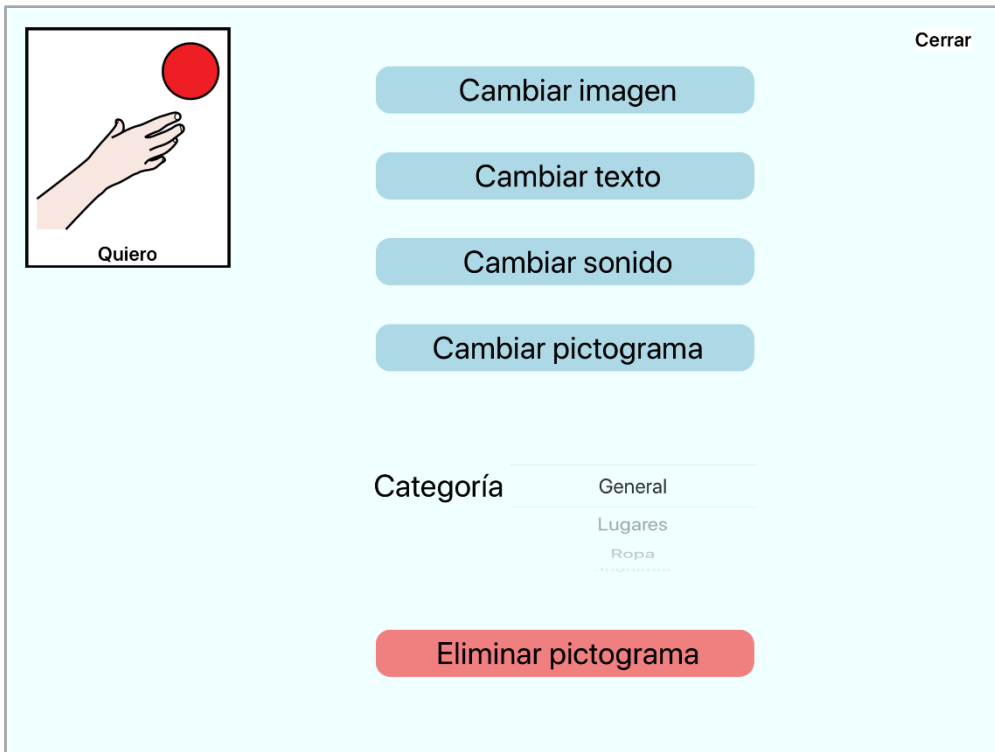 Cerrar
Quiero
Cambiar imagen
Cambiar texto
Cambiar sonido
Cambiar pictograma
Categoría
General
Lugares
Ropa
Eliminar pictograma